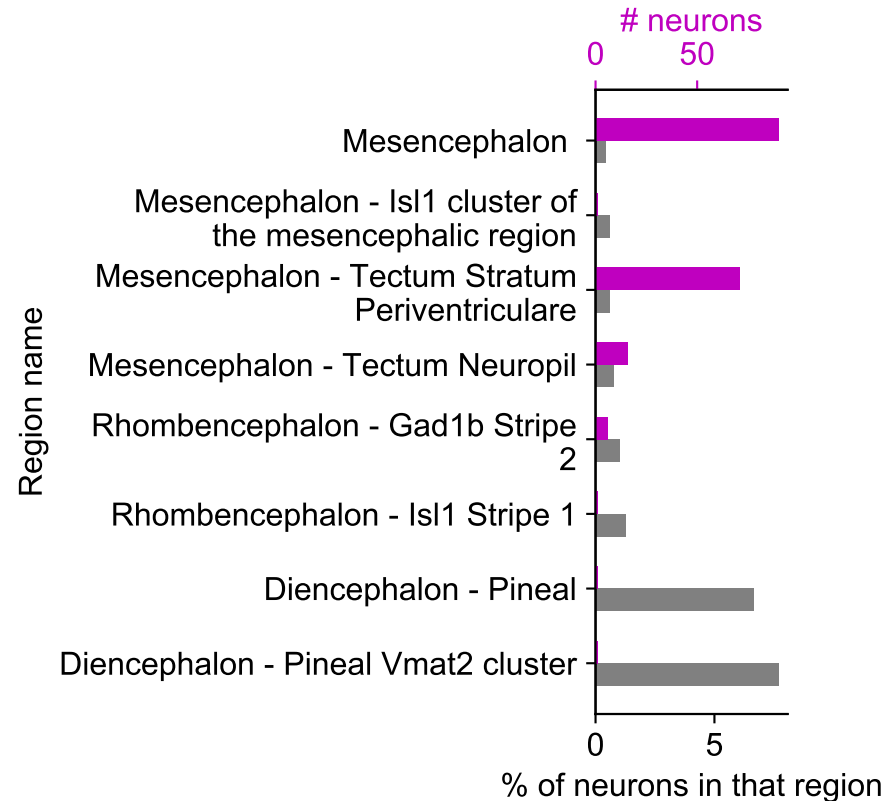 # neurons
0 50
Mesencephalon
Mesencephalon - Isl1 cluster of
the mesencephalic region
Mesencephalon - Tectum Stratum
Periventriculare
Mesencephalon - Tectum Neuropil
Rhombencephalon - Gad1b Stripe
2
Rhombencephalon - Isl1 Stripe 1
Diencephalon - Pineal
Diencephalon - Pineal Vmat2 cluster
Region name
0 5
% of neurons in that region